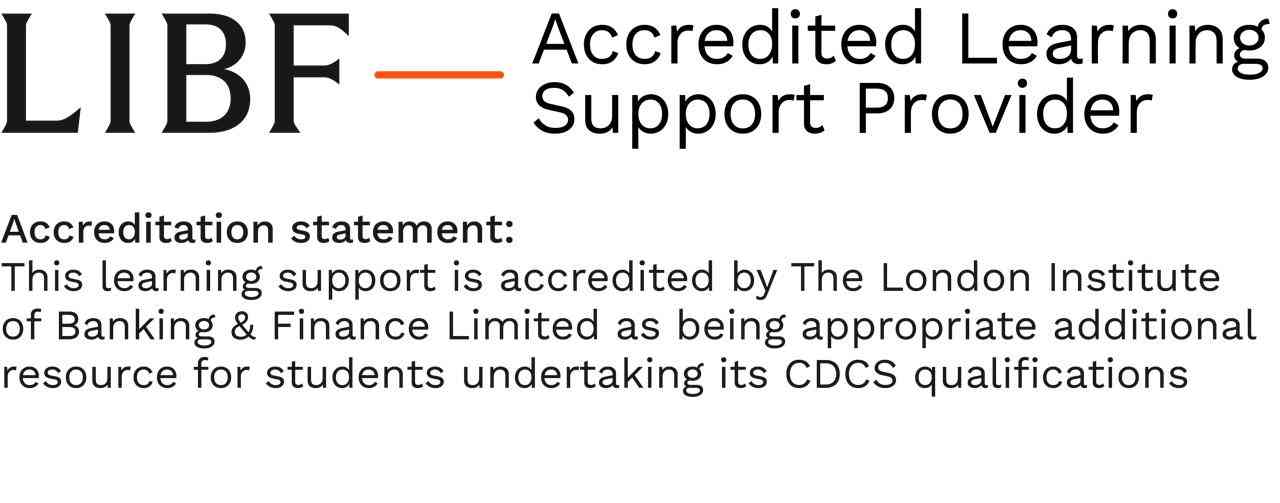 LIBF — Accredited Learning
Support Provider
Accreditation statement:
This learning support is accredited by The London Institute
of Banking & Finance Limited as being appropriate additional
resource for students undertaking its CDCS qualifications